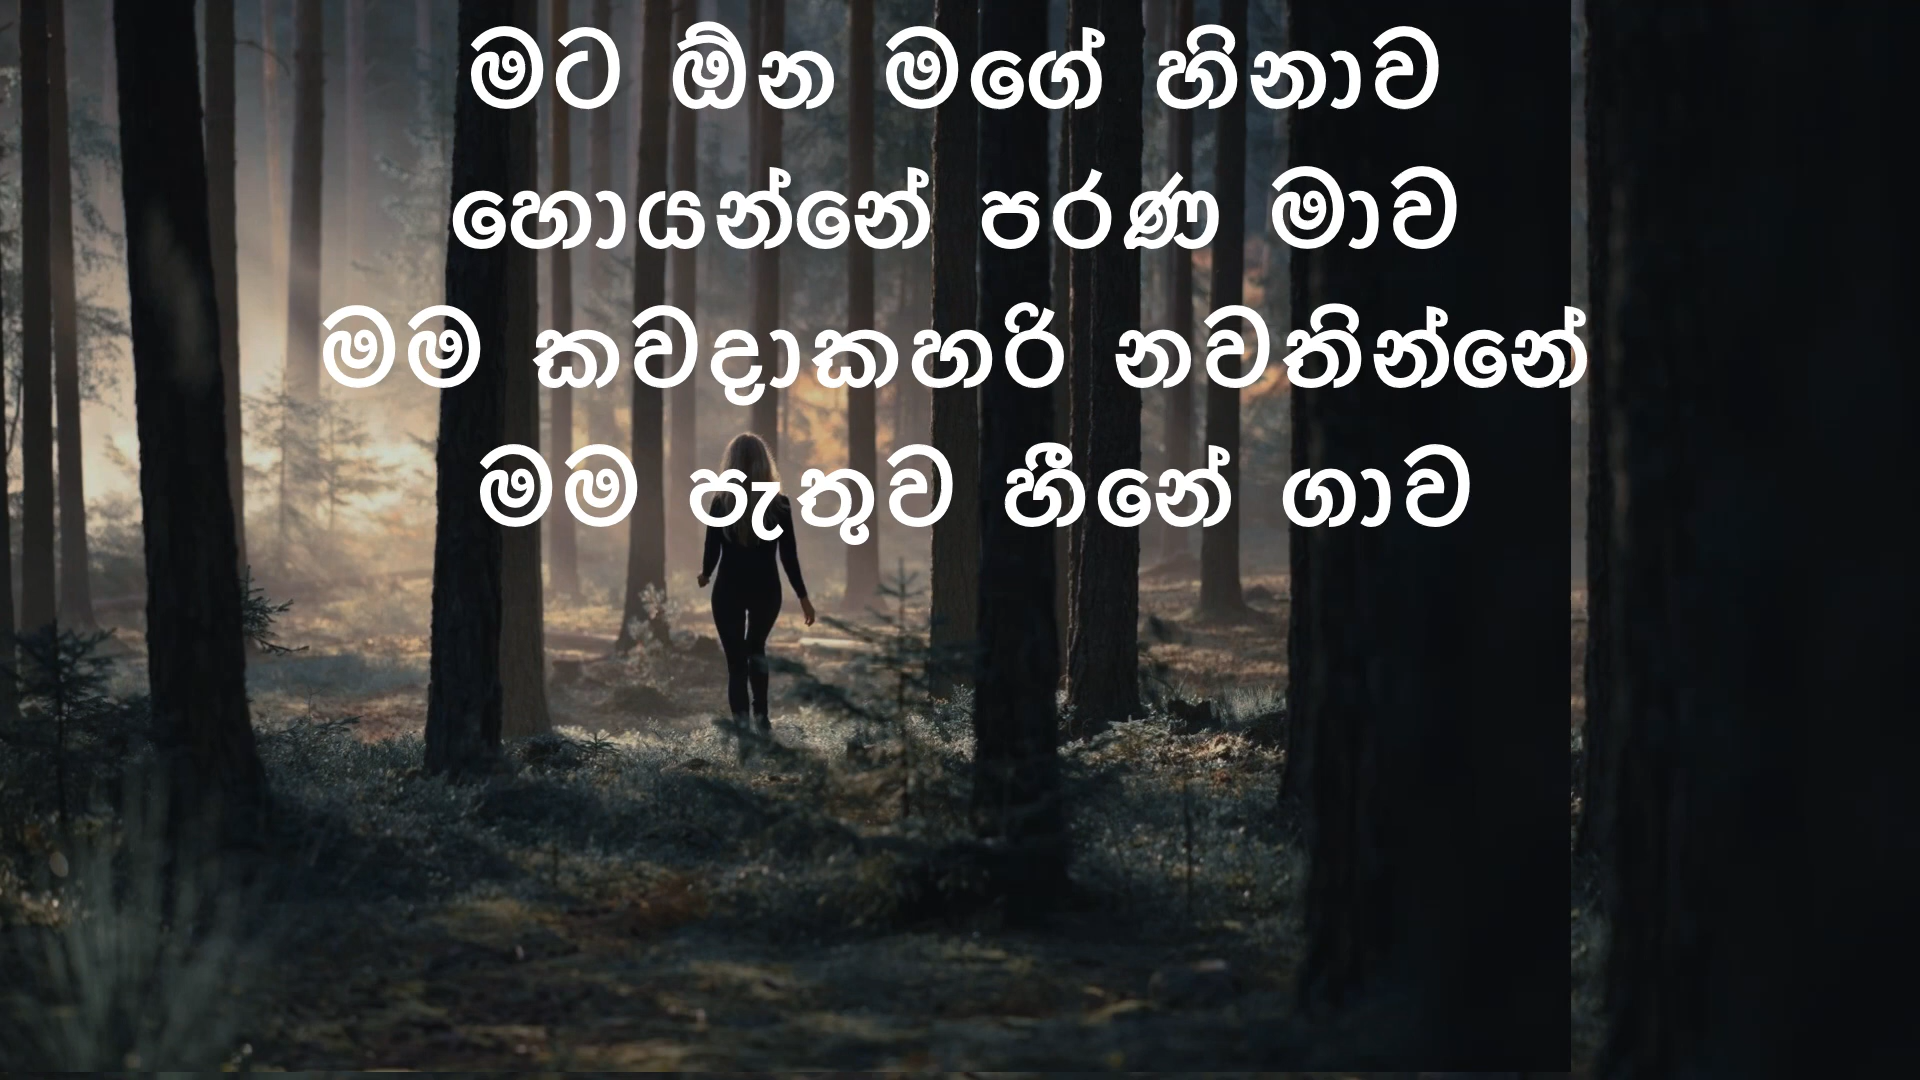 මට ඕන මගේ හිනාව
හොයන්නේ පරණ මාව
මම කවදාකහරි නවතින්නේ
මම පැතුව හීනේ ගාව